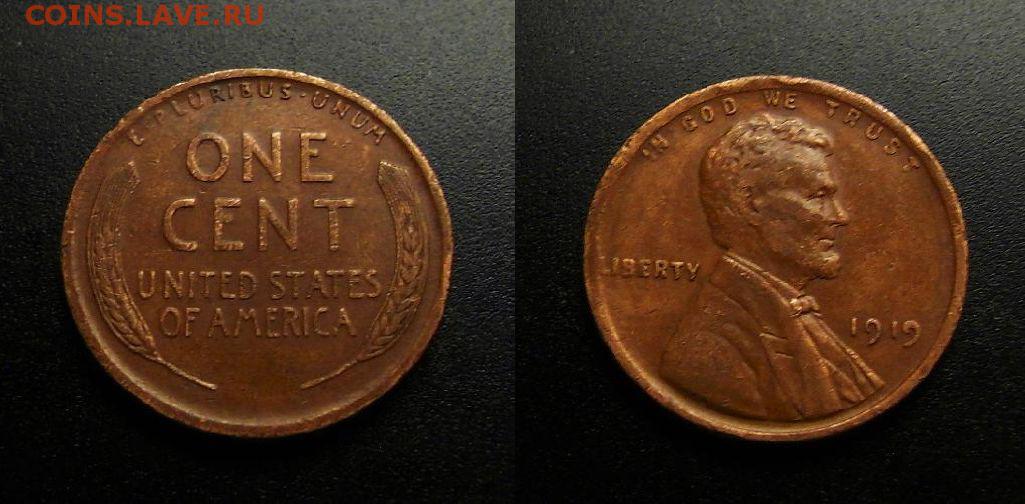 COINS.LAVE.RU
E·PLURIBUS·UNUM
ONE
CENT
UNITED STATES
OF AMERICA
IN GOD WE TRUST
LIBERTY
1919